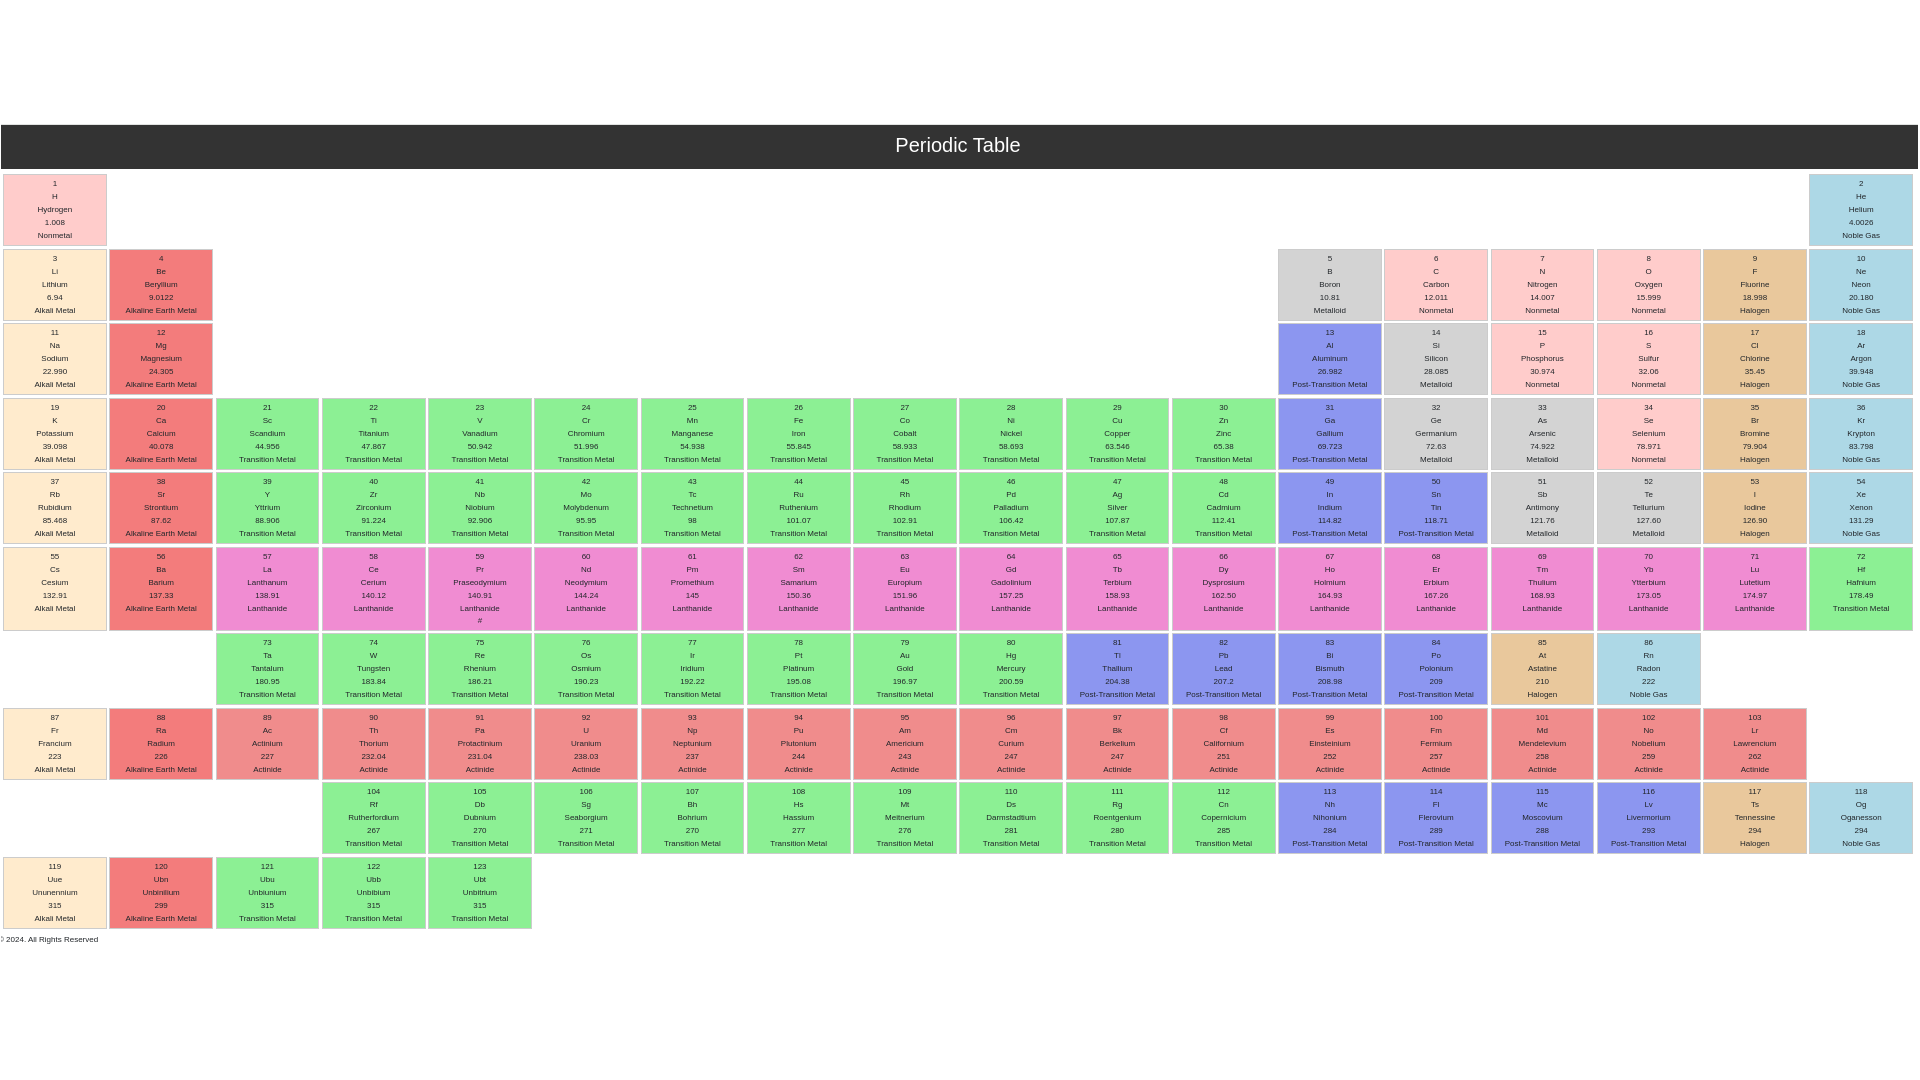 Periodic Table
1
H
Hydrogen
1.008
Nonmetal
2
He
Helium
4.0026
Noble Gas
3
Li
Lithium
6.94
Alkali Metal
4
Be
Beryllium
9.0122
Alkaline Earth Metal
5
B
Boron
10.81
Metalloid
6
C
Carbon
12.011
Nonmetal
7
N
Nitrogen
14.007
Nonmetal
8
O
Oxygen
15.999
Nonmetal
9
F
Fluorine
18.998
Halogen
10
Ne
Neon
20.180
Noble Gas
11
Na
Sodium
22.990
Alkali Metal
12
Mg
Magnesium
24.305
Alkaline Earth Metal
13
Al
Aluminum
26.982
Post-Transition Metal
14
Si
Silicon
28.085
Metalloid
15
P
Phosphorus
30.974
Nonmetal
16
S
Sulfur
32.06
Nonmetal
17
Cl
Chlorine
35.45
Halogen
18
Ar
Argon
39.948
Noble Gas
19
K
Potassium
39.098
Alkali Metal
20
Ca
Calcium
40.078
Alkaline Earth Metal
21
Sc
Scandium
44.956
Transition Metal
22
Ti
Titanium
47.867
Transition Metal
23
V
Vanadium
50.942
Transition Metal
24
Cr
Chromium
51.996
Transition Metal
25
Mn
Manganese
54.938
Transition Metal
26
Fe
Iron
55.845
Transition Metal
27
Co
Cobalt
58.933
Transition Metal
28
Ni
Nickel
58.693
Transition Metal
29
Cu
Copper
63.546
Transition Metal
30
Zn
Zinc
65.38
Transition Metal
31
Ga
Gallium
69.723
Post-Transition Metal
32
Ge
Germanium
72.63
Metalloid
33
As
Arsenic
74.922
Metalloid
34
Se
Selenium
78.971
Nonmetal
35
Br
Bromine
79.904
Halogen
36
Kr
Krypton
83.798
Noble Gas
37
Rb
Rubidium
85.468
Alkali Metal
38
Sr
Strontium
87.62
Alkaline Earth Metal
39
Y
Yttrium
88.906
Transition Metal
40
Zr
Zirconium
91.224
Transition Metal
41
Nb
Niobium
92.906
Transition Metal
42
Mo
Molybdenum
95.95
Transition Metal
43
Tc
Technetium
98
Transition Metal
44
Ru
Ruthenium
101.07
Transition Metal
45
Rh
Rhodium
102.91
Transition Metal
46
Pd
Palladium
106.42
Transition Metal
47
Ag
Silver
107.87
Transition Metal
48
Cd
Cadmium
112.41
Transition Metal
49
In
Indium
114.82
Post-Transition Metal
50
Sn
Tin
118.71
Post-Transition Metal
51
Sb
Antimony
121.76
Metalloid
52
Te
Tellurium
127.60
Metalloid
53
I
Iodine
126.90
Halogen
54
Xe
Xenon
131.29
Noble Gas
55
Cs
Cesium
132.91
Alkali Metal
56
Ba
Barium
137.33
Alkaline Earth Metal
57
La
Lanthanum
138.91
Lanthanide
58
Ce
Cerium
140.12
Lanthanide
59
Pr
Praseodymium
140.91
Lanthanide
#
60
Nd
Neodymium
144.24
Lanthanide
61
Pm
Promethium
145
Lanthanide
62
Sm
Samarium
150.36
Lanthanide
63
Eu
Europium
151.96
Lanthanide
64
Gd
Gadolinium
157.25
Lanthanide
65
Tb
Terbium
158.93
Lanthanide
66
Dy
Dysprosium
162.50
Lanthanide
67
Ho
Holmium
164.93
Lanthanide
68
Er
Erbium
167.26
Lanthanide
69
Tm
Thulium
168.93
Lanthanide
70
Yb
Ytterbium
173.05
Lanthanide
71
Lu
Lutetium
174.97
Lanthanide
72
Hf
Hafnium
178.49
Transition Metal
73
Ta
Tantalum
180.95
Transition Metal
74
W
Tungsten
183.84
Transition Metal
75
Re
Rhenium
186.21
Transition Metal
76
Os
Osmium
190.23
Transition Metal
77
Ir
Iridium
192.22
Transition Metal
78
Pt
Platinum
195.08
Transition Metal
79
Au
Gold
196.97
Transition Metal
80
Hg
Mercury
200.59
Transition Metal
81
Tl
Thallium
204.38
Post-Transition Metal
82
Pb
Lead
207.2
Post-Transition Metal
83
Bi
Bismuth
208.98
Post-Transition Metal
84
Po
Polonium
209
Post-Transition Metal
85
At
Astatine
210
Halogen
86
Rn
Radon
222
Noble Gas
87
Fr
Francium
223
Alkali Metal
88
Ra
Radium
226
Alkaline Earth Metal
89
Ac
Actinium
227
Actinide
90
Th
Thorium
232.04
Actinide
91
Pa
Protactinium
231.04
Actinide
92
U
Uranium
238.03
Actinide
93
Np
Neptunium
237
Actinide
94
Pu
Plutonium
244
Actinide
95
Am
Americium
243
Actinide
96
Cm
Curium
247
Actinide
97
Bk
Berkelium
247
Actinide
98
Cf
Californium
251
Actinide
99
Es
Einsteinium
252
Actinide
100
Fm
Fermium
257
Actinide
101
Md
Mendelevium
258
Actinide
102
No
Nobelium
259
Actinide
103
Lr
Lawrencium
262
Actinide
104
Rf
Rutherfordium
267
Transition Metal
105
Db
Dubnium
270
Transition Metal
106
Sg
Seaborgium
271
Transition Metal
107
Bh
Bohrium
270
Transition Metal
108
Hs
Hassium
277
Transition Metal
109
Mt
Meitnerium
276
Transition Metal
110
Ds
Darmstadtium
281
Transition Metal
111
Rg
Roentgenium
280
Transition Metal
112
Cn
Copernicium
285
Transition Metal
113
Nh
Nihonium
284
Post-Transition Metal
114
Fl
Flerovium
289
Post-Transition Metal
115
Mc
Moscovium
288
Post-Transition Metal
116
Lv
Livermorium
293
Post-Transition Metal
117
Ts
Tennessine
294
Halogen
118
Og
Oganesson
294
Noble Gas
119
Uue
Ununennium
315
Alkali Metal
120
Ubn
Unbinilium
299
Alkaline Earth Metal
121
Ubu
Unbiunium
315
Transition Metal
122
Ubb
Unbibium
315
Transition Metal
123
Ubt
Unbitrium
315
Transition Metal
© 2024. All Rights Reserved